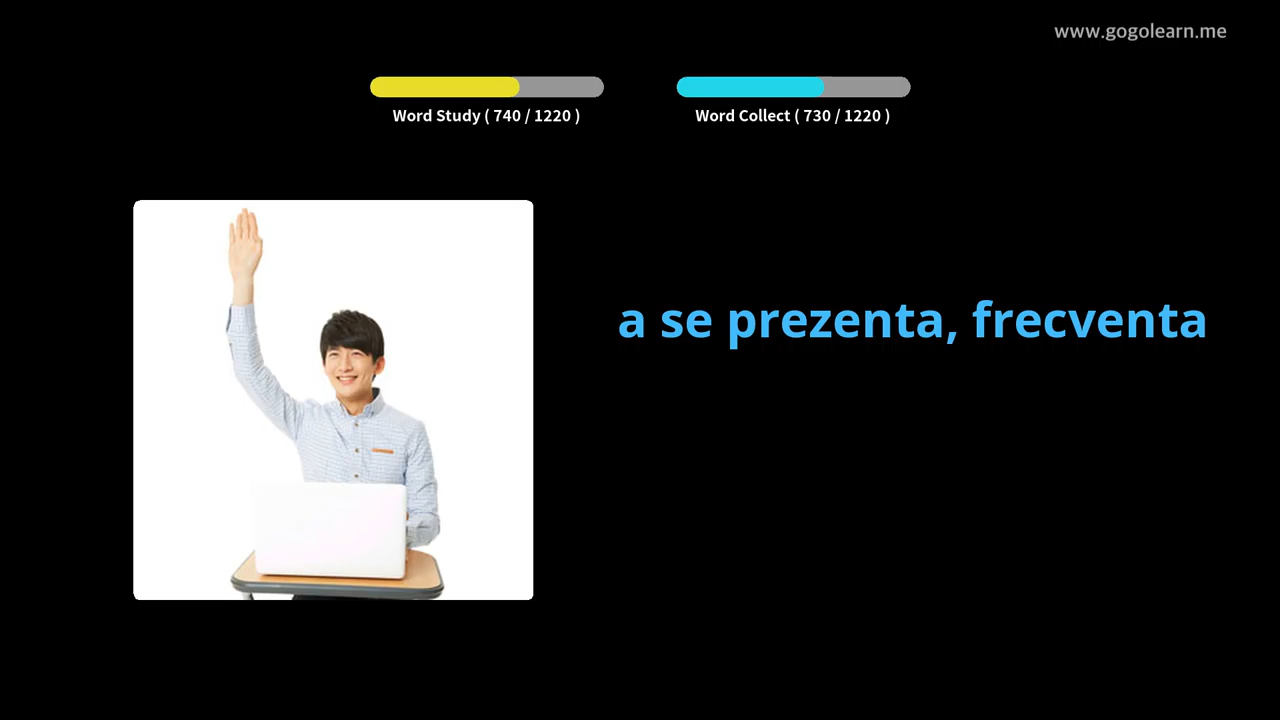 www.gogolearn.me
Word Study ( 740 / 1220 )
Word Collect ( 730 / 1220 )
a se prezenta, frecventa